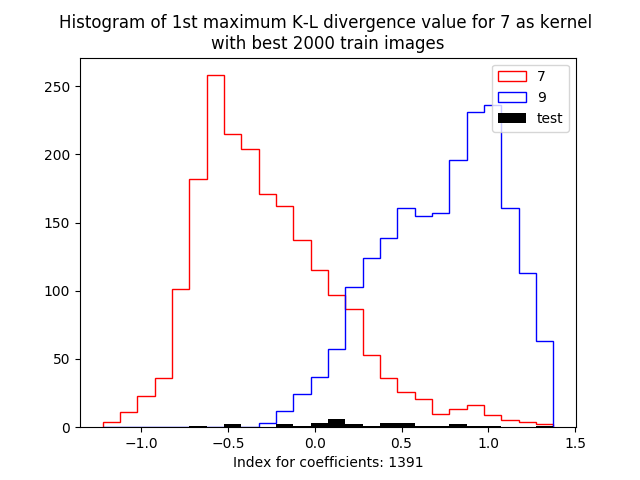 Histogram of 1st maximum K-L divergence value for 7 as kernel
with best 2000 train images
7
9
test
250
200
150
100
50
0
−1.0 −0.5 0.0 0.5 1.0 1.5
Index for coefficients: 1391